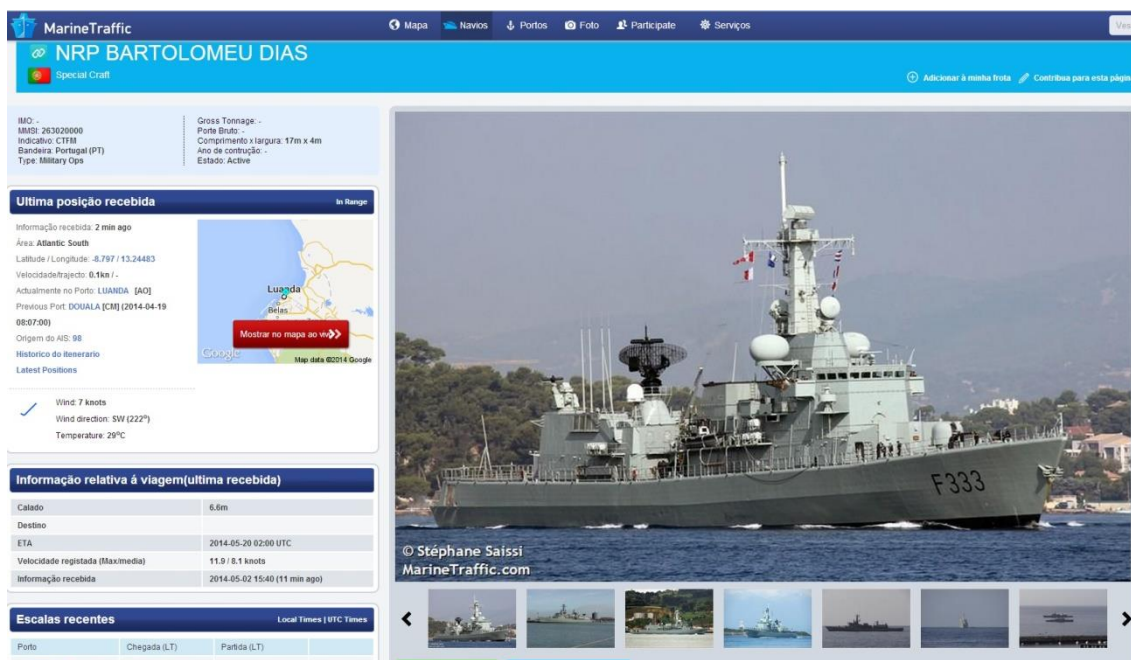 MarineTraffic
Mapa Navios Portos Foto Participate Serviços
NRP BARTOLOMEU DIAS
Special Craft
Adicionar à minha frota Contribua para esta págin
IMO: -
MMSI: 263020000
Indicativo: CTFM
Bandeira: Portugal (PT)
Type: Military Ops
Gross Tonnage: -
Porte Bruto: -
Comprimento x largura: 17m x 4m
Ano de contrução: -
Estado: Active
Ultima posição recebida In Range
Informação recebida: 2 min ago
Área: Atlantic South
Latitude / Longitude: -8.797 / 13.24483
Velocidade/trajecto: 0.1kn / -
Actualmente no Porto: LUANDA [AO]
Previous Port: DOUALA [CM] (2014-04-19
08:07:00)
Origem do AIS: 98
Historico do itenerario
Latest Positions
Luanda
Belas
Mostrar no mapa ao vivo
Google
Map data ©2014 Google
Wind: 7 knots
Wind direction: SW (222º)
Temperature: 29ºC
Informação relativa á viagem(ultima recebida)
Calado 6.6m
Destino
ETA 2014-05-20 02:00 UTC
Velocidade registada (Max/media) 11.9 / 8.1 knots
Informação recebida 2014-05-02 15:40 (11 min ago)
Escalas recentes Local Times | UTC Times
Porto Chegada (LT) Partida (LT)
F333
© Stéphane Saissi
MarineTraffic.com